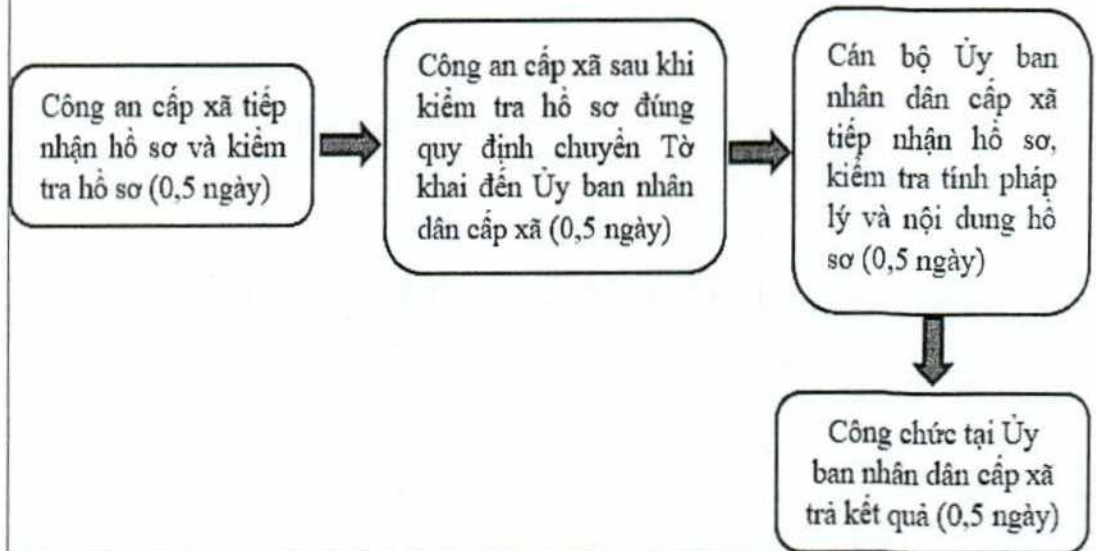 Công an cấp xã tiếp
nhận hồ sơ và kiểm
tra hồ sơ (0,5 ngày)
Công an cấp xã sau khi
kiểm tra hồ sơ đúng
quy định chuyển Tờ
khai đến Ủy ban nhân
dân cấp xã (0,5 ngày)
Cán bộ Ủy ban
nhân dân cấp xã
tiếp nhận hồ sơ,
kiểm tra tính pháp
lý và nội dung hồ
sơ (0,5 ngày)
Công chức tại Ủy
ban nhân dân cấp xã
trả kết quả (0,5 ngày)